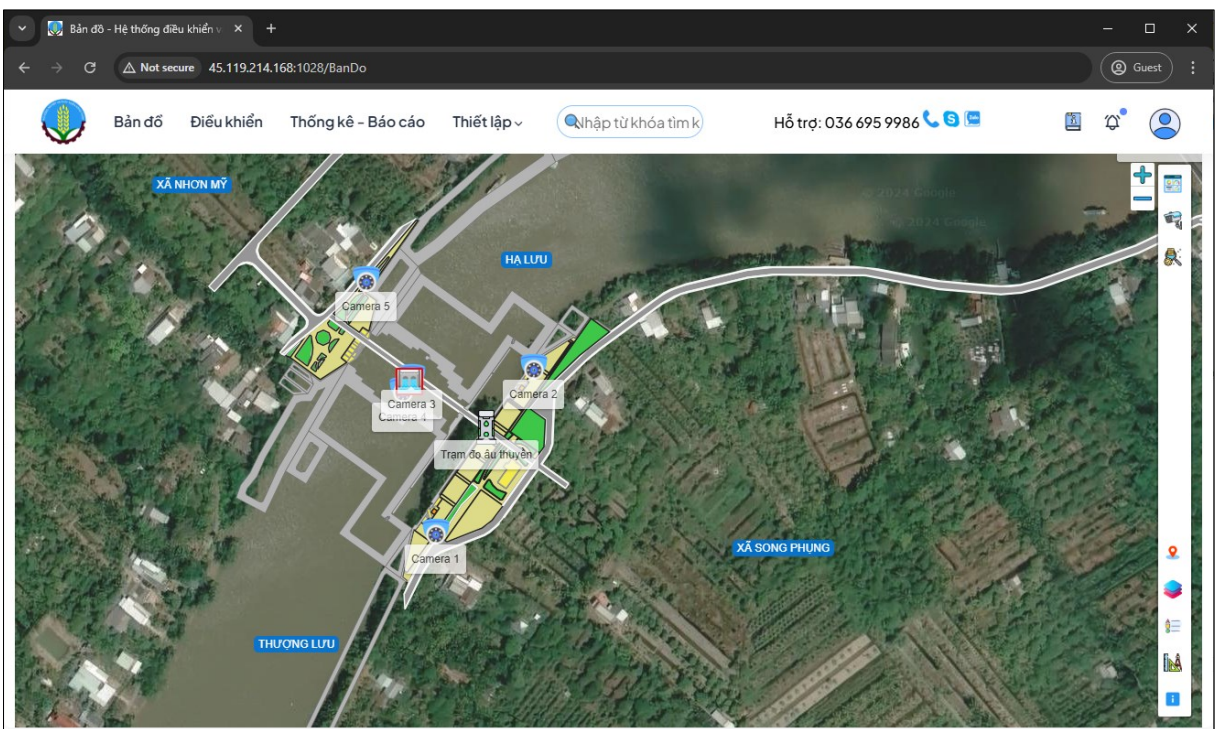 Bản đồ - Hệ thống điều khiển v
Not secure
45.119.214.168:1028/BanDo
Guest
Bản đồ
Điều khiển
Thống kê - Báo cáo
Thiết lập
Nhập từ khóa tìm k
Hỗ trợ: 036 695 9986
XÃ NHƠN MỸ
© 2024 Google
© 2024 Google
HẠ LƯU
Camera 5
Camera 2
Camera 3
Camera 4
Trạm đo âu thuyền
XÃ SONG PHỤNG
Camera 1
THƯỢNG LƯU